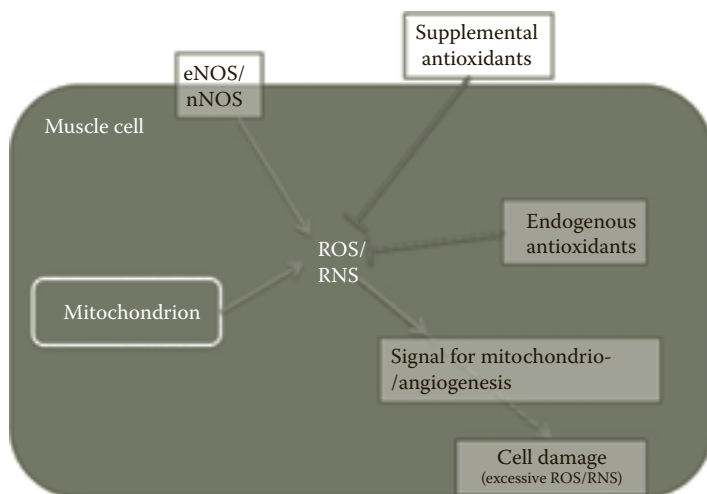 Supplemental
antioxidants
eNOS/
nNOS
Muscle cell
Endogenous
antioxidants
ROS/
RNS
Mitochondrion
Signal for mitochondrio-
/angiogenesis
Cell damage
(excessive ROS/RNS)